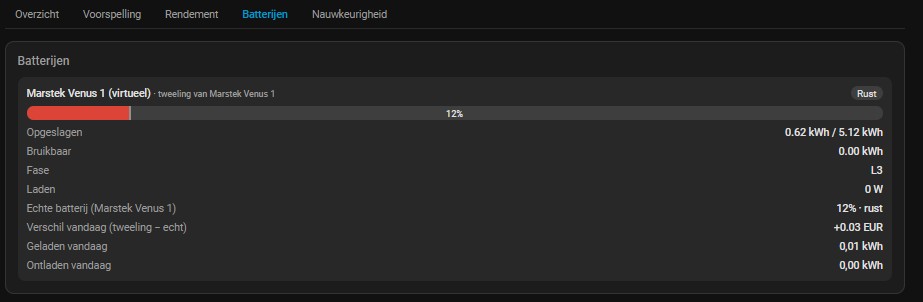 Overzicht Voorspelling Rendement Batterijen Nauwkeurigheid
Batterijen
Marstek Venus 1 (virtueel) · tweeling van Marstek Venus 1 Rust
12%
Opgeslagen 0.62 kWh / 5.12 kWh
Bruikbaar 0.00 kWh
Fase L3
Laden 0 W
Echte batterij (Marstek Venus 1) 12% · rust
Verschil vandaag (tweeling – echt) +0.03 EUR
Geladen vandaag 0,01 kWh
Ontladen vandaag 0,00 kWh